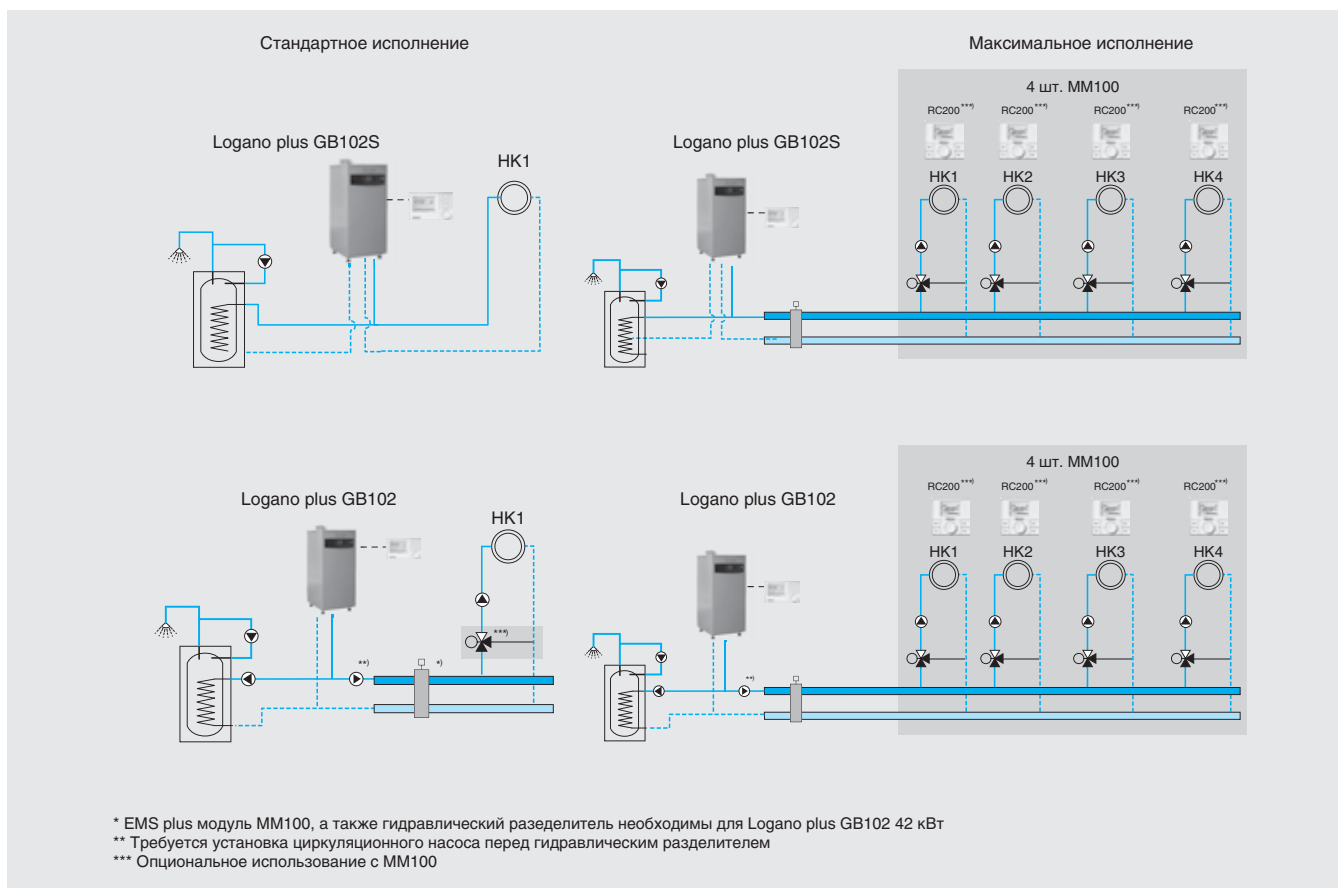 Стандартное исполнение
Максимальное исполнение
4 шт. MM100
RC200***) RC200***) RC200***) RC200***)
Logano plus GB102S
HK1
Logano plus GB102S
HK1 HK2 HK3 HK4
4 шт. MM100
RC200***) RC200***) RC200***) RC200***)
Logano plus GB102
HK1
Logano plus GB102
HK1 HK2 HK3 HK4
***)
**) *)
**)
* EMS plus модуль MM100, а также гидравлический разеделитель необходимы для Logano plus GB102 42 кВт
** Требуется установка циркуляционного насоса перед гидравлическим разделителем
*** Опциональное использование с MM100